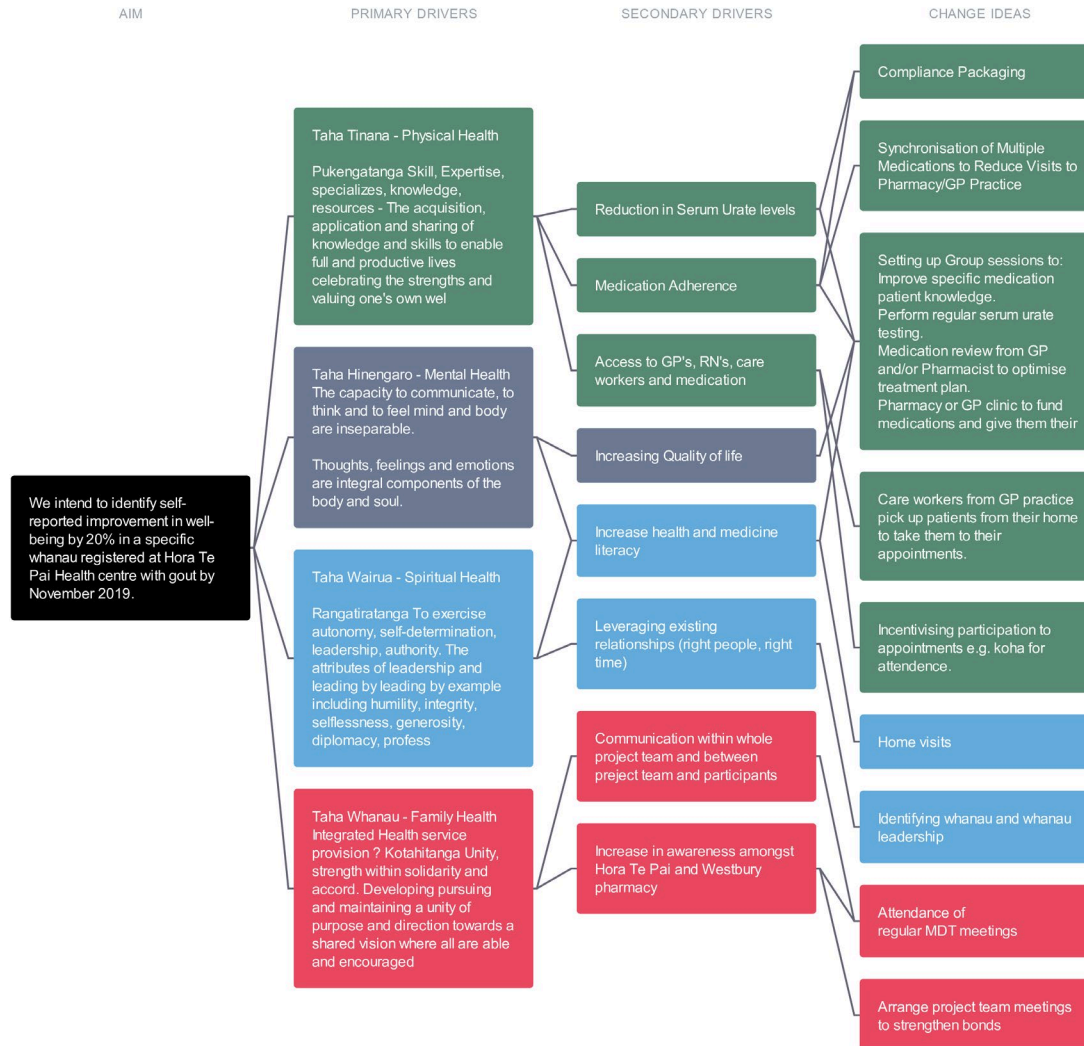 AIM
PRIMARY DRIVERS
SECONDARY DRIVERS
CHANGE IDEAS
We intend to identify self-
reported improvement in well-
being by 20% in a specific
whanau registered at Hora Te
Pai Health centre with gout by
November 2019.
Taha Tinana - Physical Health
Pukengatanga Skill, Expertise,
specializes, knowledge,
resources - The acquisition,
application and sharing of
knowledge and skills to enable
full and productive lives
celebrating the strengths and
valuing one's own wel
Taha Hinengaro - Mental Health
The capacity to communicate, to
think and to feel mind and body
are inseparable.
Thoughts, feelings and emotions
are integral components of the
body and soul.
Taha Wairua - Spiritual Health
Rangatiratanga To exercise
autonomy, self-determination,
leadership, authority. The
attributes of leadership and
leading by leading by example
including humility, integrity,
selflessness, generosity,
diplomacy, profess
Taha Whanau - Family Health
Integrated Health service
provision ? Kotahitanga Unity,
strength within solidarity and
accord. Developing pursuing
and maintaining a unity of
purpose and direction towards a
shared vision where all are able
and encouraged
Reduction in Serum Urate levels
Medication Adherence
Access to GP's, RN's, care
workers and medication
Increasing Quality of life
Increase health and medicine
literacy
Leveraging existing
relationships (right people, right
time)
Communication within whole
project team and between
preject team and participants
Increase in awareness amongst
Hora Te Pai and Westbury
pharmacy
Compliance Packaging
Synchronisation of Multiple
Medications to Reduce Visits to
Pharmacy/GP Practice
Setting up Group sessions to:
Improve specific medication
patient knowledge.
Perform regular serum urate
testing.
Medication review from GP
and/or Pharmacist to optimise
treatment plan.
Pharmacy or GP clinic to fund
medications and give them their
Care workers from GP practice
pick up patients from their home
to take them to their
appointments.
Incentivising participation to
appointments e.g. koha for
attendence.
Home visits
Identifying whanau and whanau
leadership
Attendance of
regular MDT meetings
Arrange project team meetings
to strengthen bonds